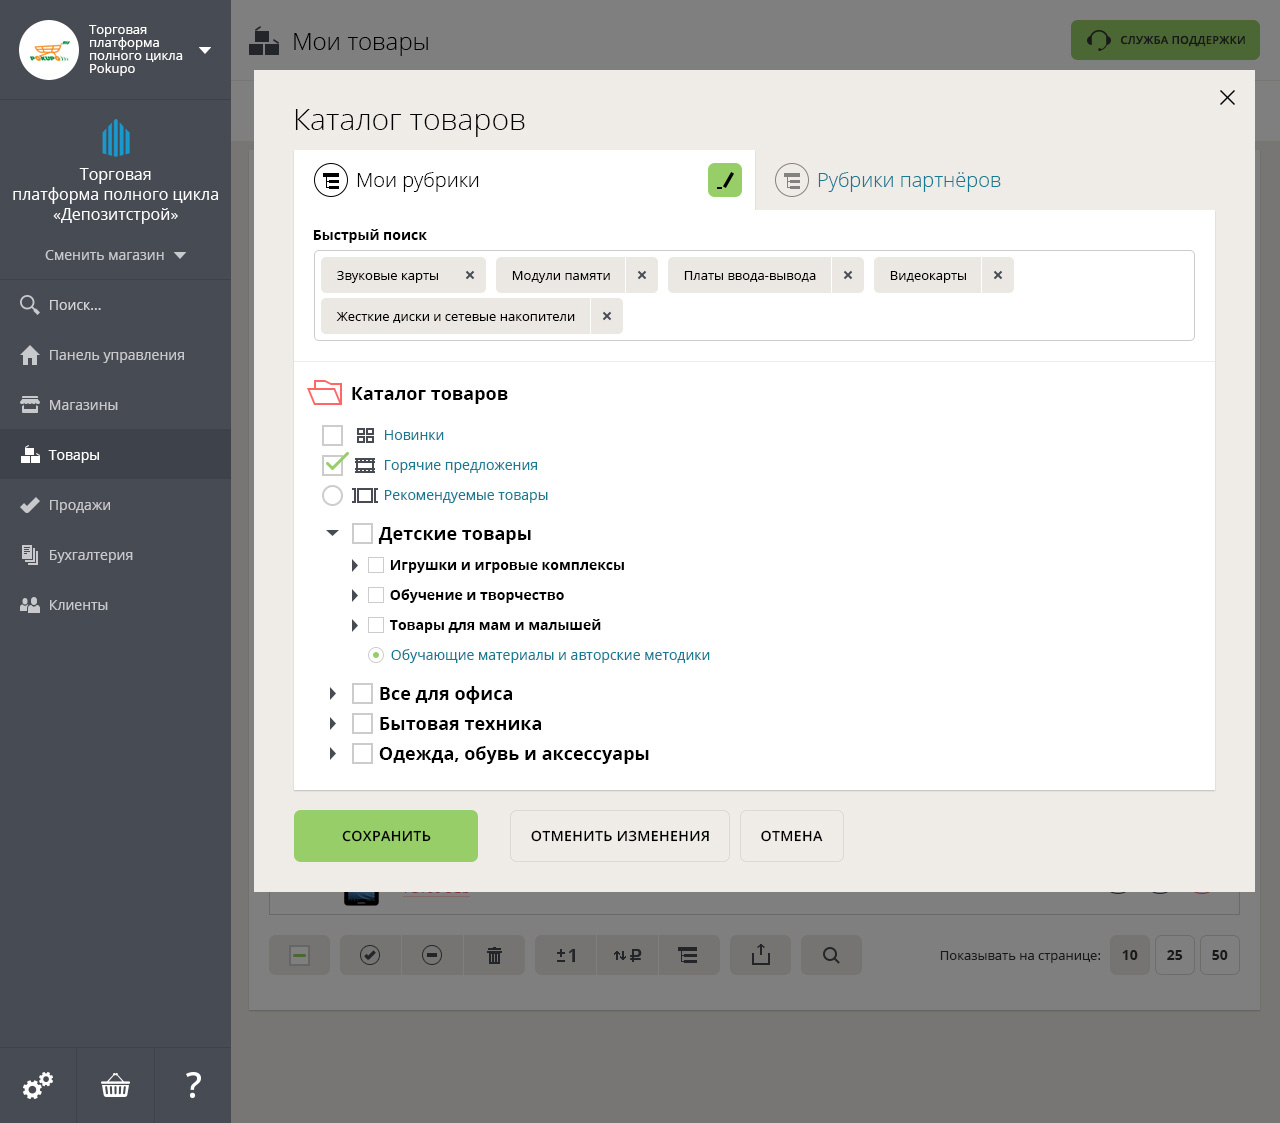 Торговая
платформа
полного цикла
Pokupo
POKUPO
Мои товары
СЛУЖБА ПОДДЕРЖКИ
Торговая
платформа полного цикла
«Депозитстрой»
Сменить магазин
Поиск...
Панель управления
Магазины
Товары
Продажи
Бухгалтерия
Клиенты
?
Каталог товаров
Мои рубрики
Рубрики партнёров
Быстрый поиск
Звуковые карты
Модули памяти
Платы ввода-вывода
Видеокарты
Жесткие диски и сетевые накопители
Каталог товаров
Новинки
Горячие предложения
Рекомендуемые товары
Детские товары
Игрушки и игровые комплексы
Обучение и творчество
Товары для мам и малышей
Обучающие материалы и авторские методики
Все для офиса
Бытовая техника
Одежда, обувь и аксессуары
СОХРАНИТЬ
ОТМЕНИТЬ ИЗМЕНЕНИЯ
ОТМЕНА
±1
₽
Показывать на странице:
10
25
50